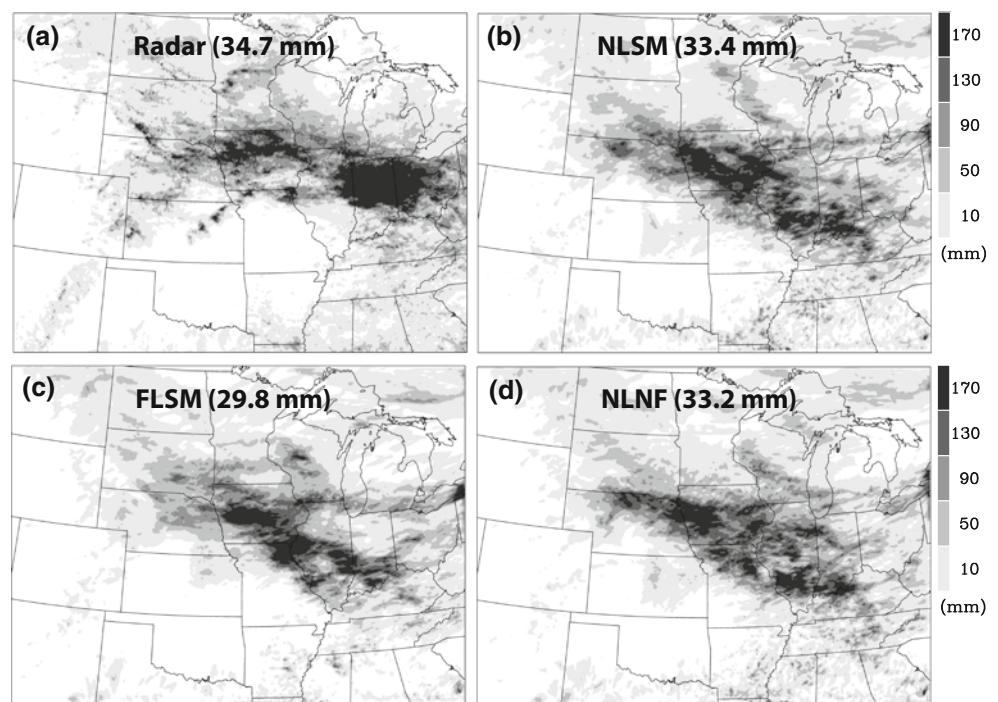 (a)
Radar (34.7 mm)
(b)
NLSM (33.4 mm)
170
130
90
50
10
(mm)
(c)
FLSM (29.8 mm)
(d)
NLNF (33.2 mm)
170
130
90
50
10
(mm)